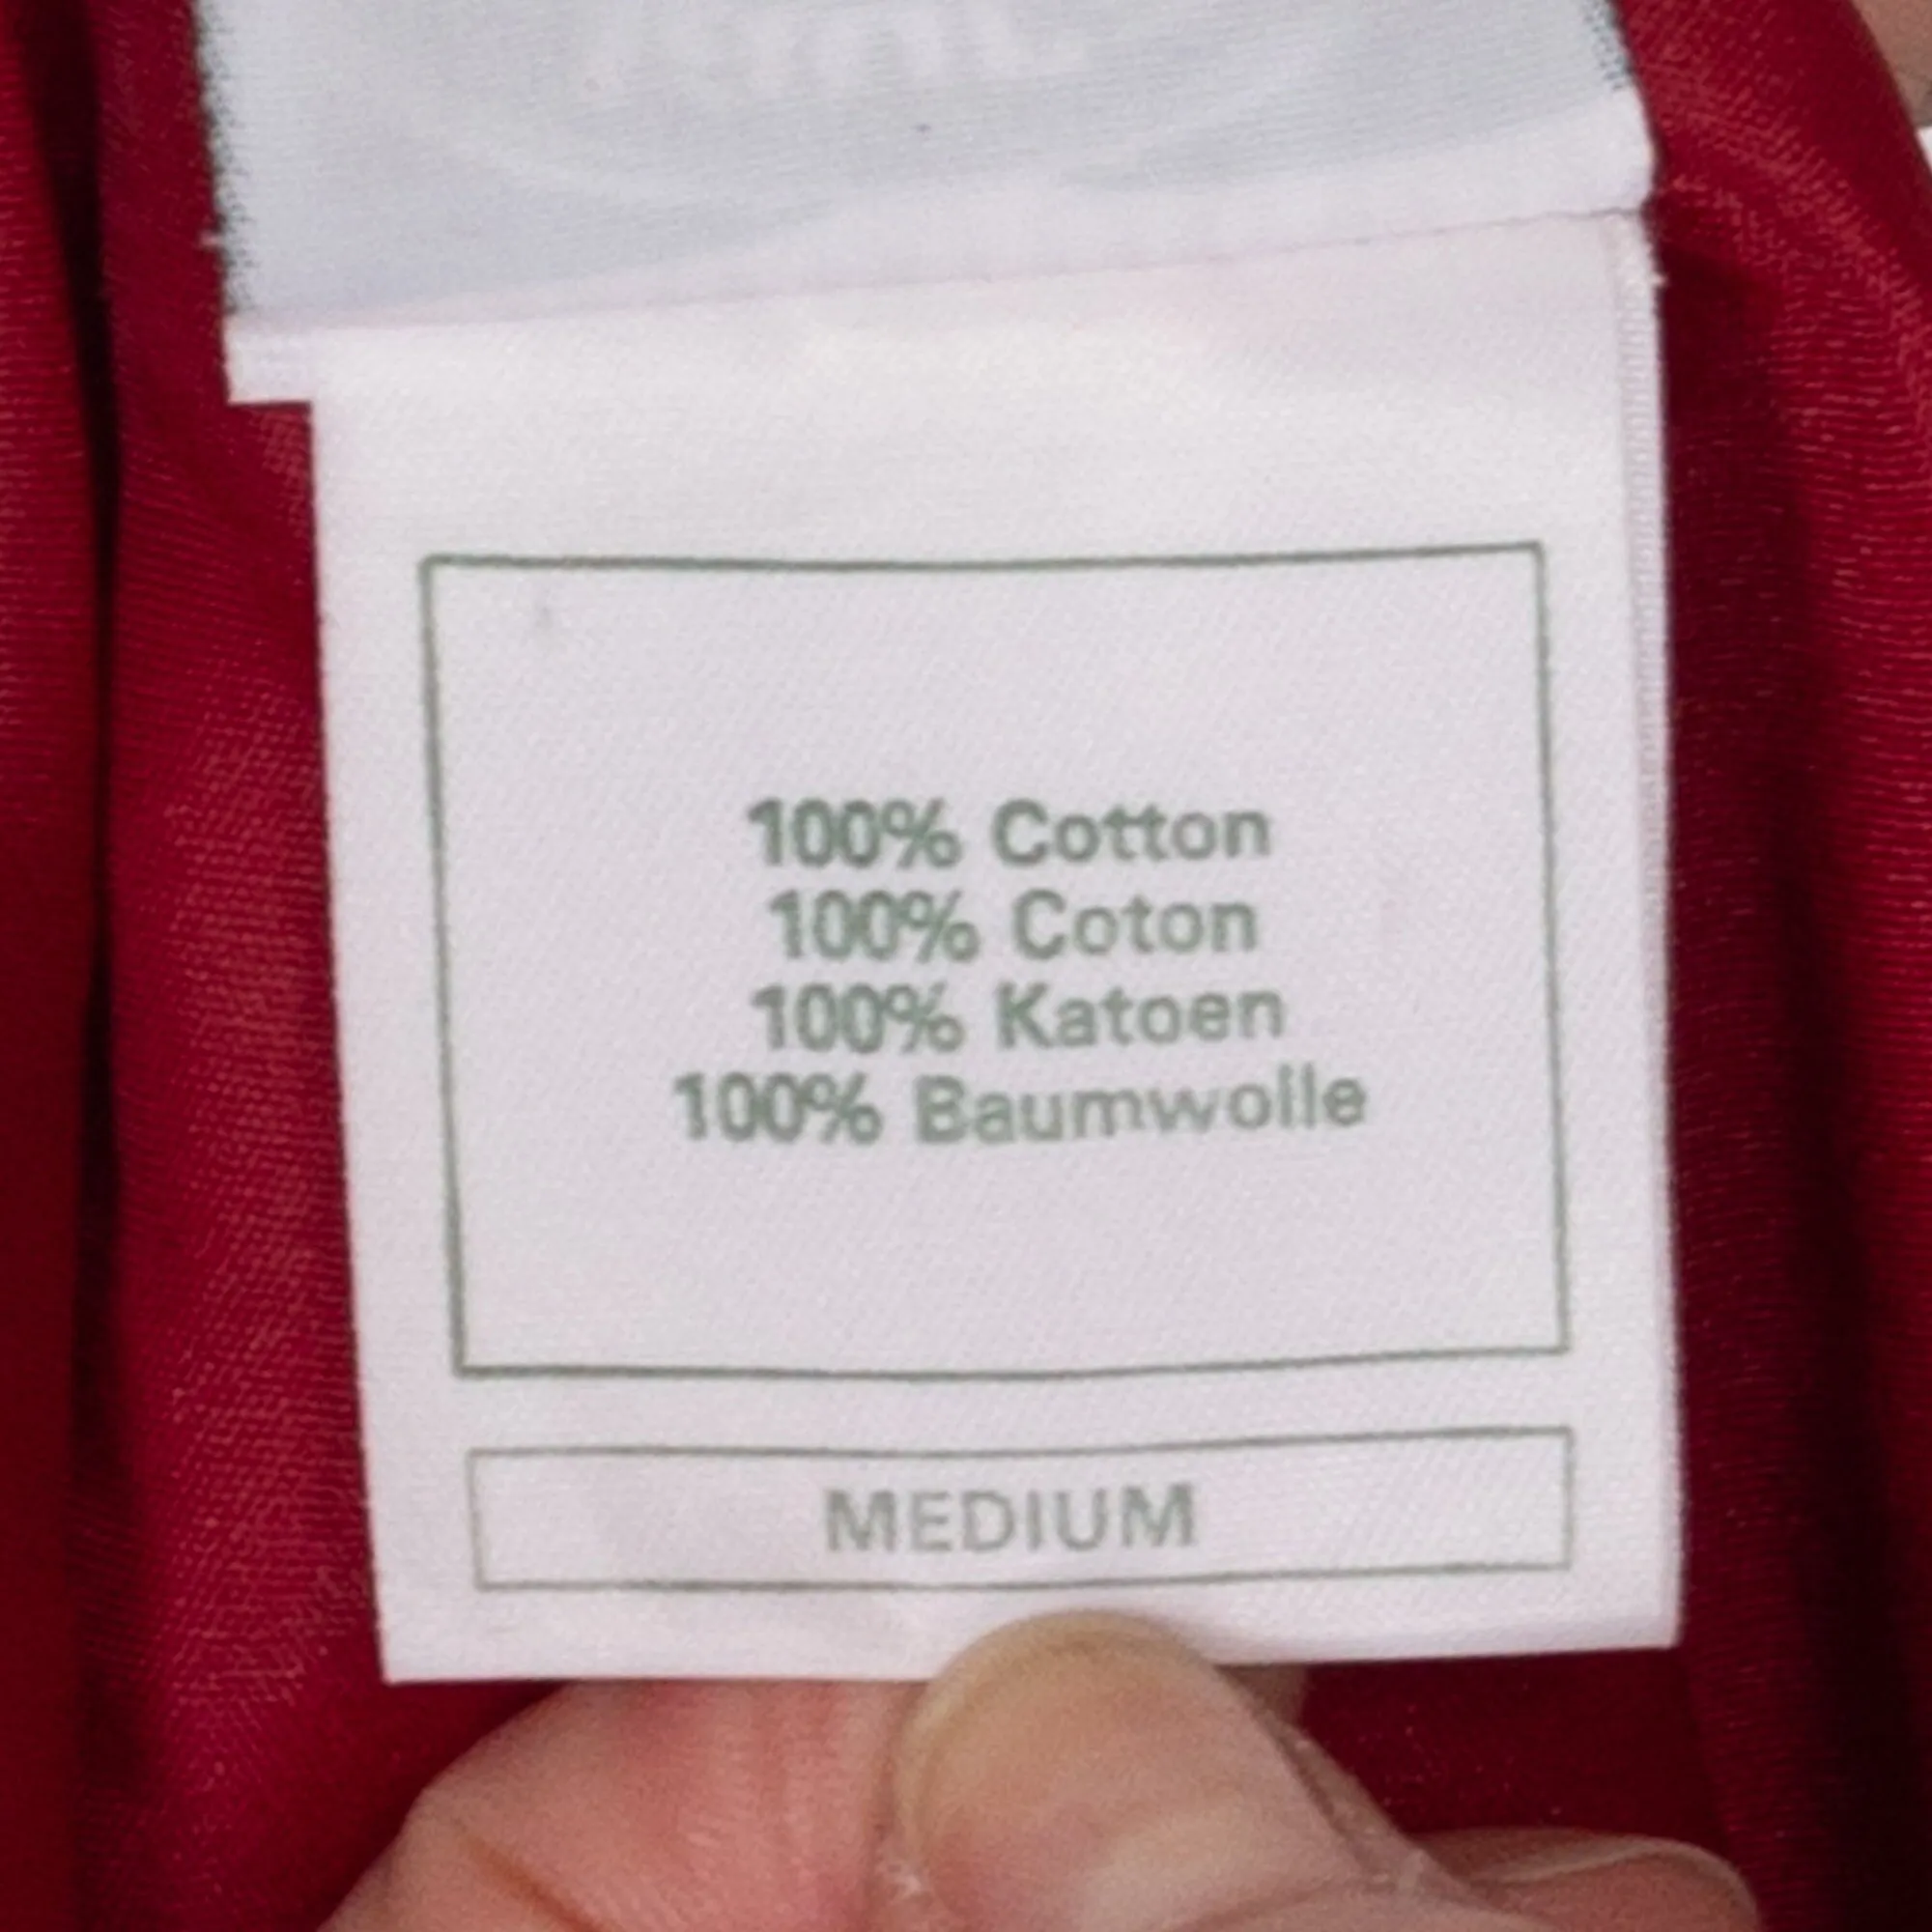 100% Cotton
100% Coton
100% Katoen
100% Baumwolle
MEDIUM